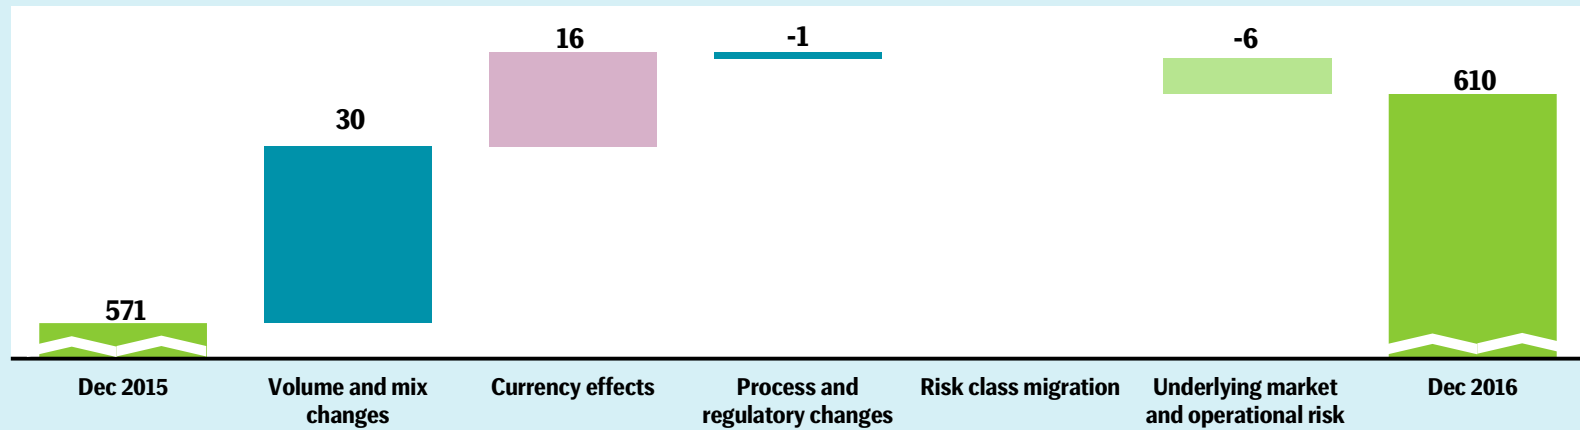 571
30
16
-1
-6
610
Dec 2015
Volume and mix
changes
Currency effects
Process and
regulatory changes
Risk class migration
Underlying market
and operational risk
Dec 2016